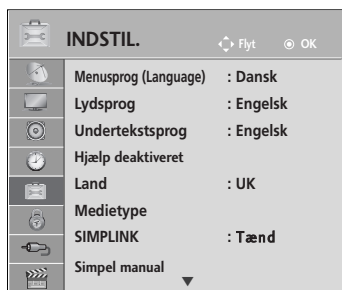 INDSTIL. Flyt OK
Menusprog (Language) : Dansk
Lydsprog : Engelsk
Undertekstsprog : Engelsk
Hjælp deaktiveret
Land : UK
Medietype
SIMPLINK : Tænd
Simpel manual